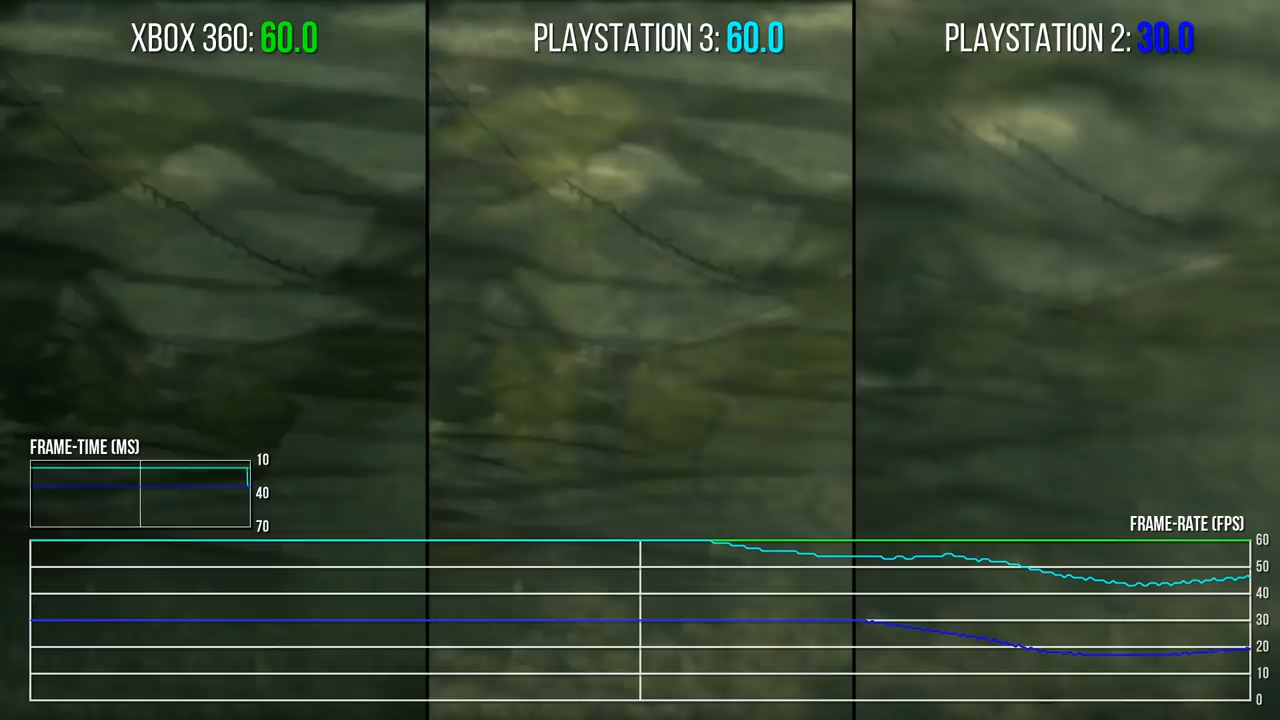 XBOX 360: 60.0
PLAYSTATION 3: 60.0
PLAYSTATION 2: 30.0
FRAME-TIME (MS)
10
40
70
FRAME-RATE (FPS)
60
50
40
30
20
10
0